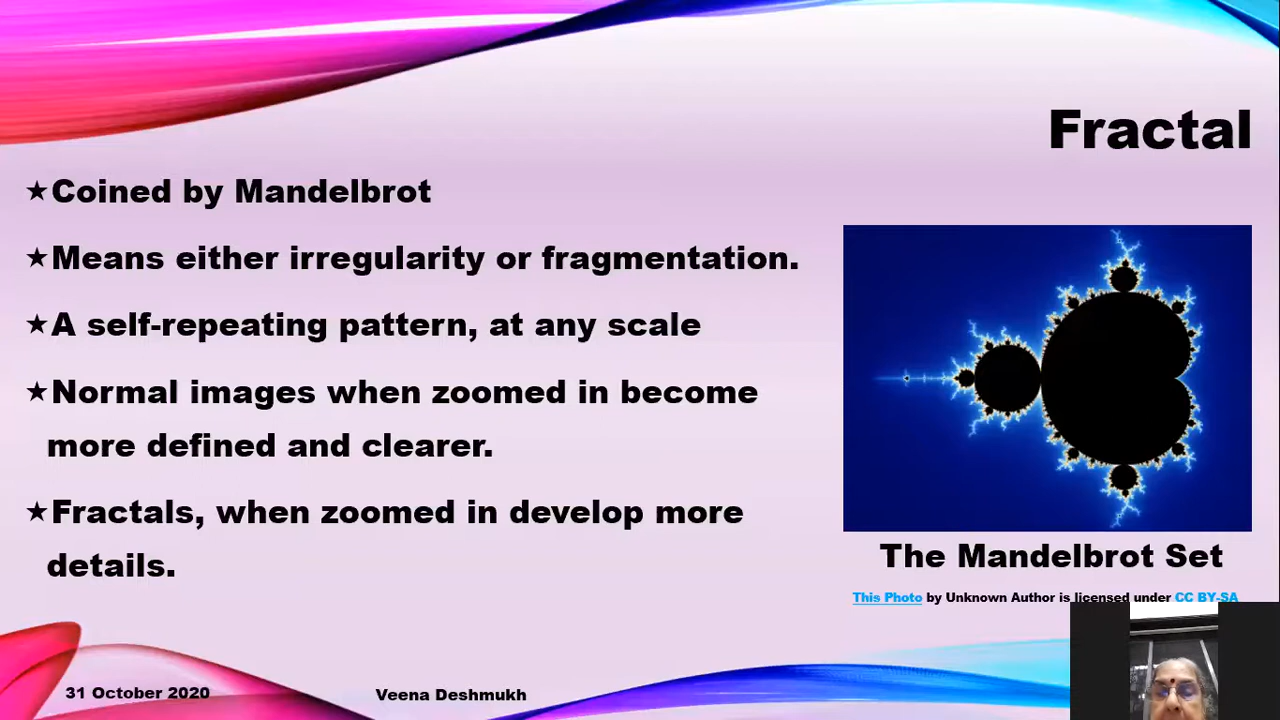 Fractal
★Coined by Mandelbrot
★Means either irregularity or fragmentation.
★A self-repeating pattern, at any scale
★Normal images when zoomed in become
more defined and clearer.
★Fractals, when zoomed in develop more
details.
The Mandelbrot Set
This Photo by Unknown Author is licensed under CC BY-SA
31 October 2020
Veena Deshmukh